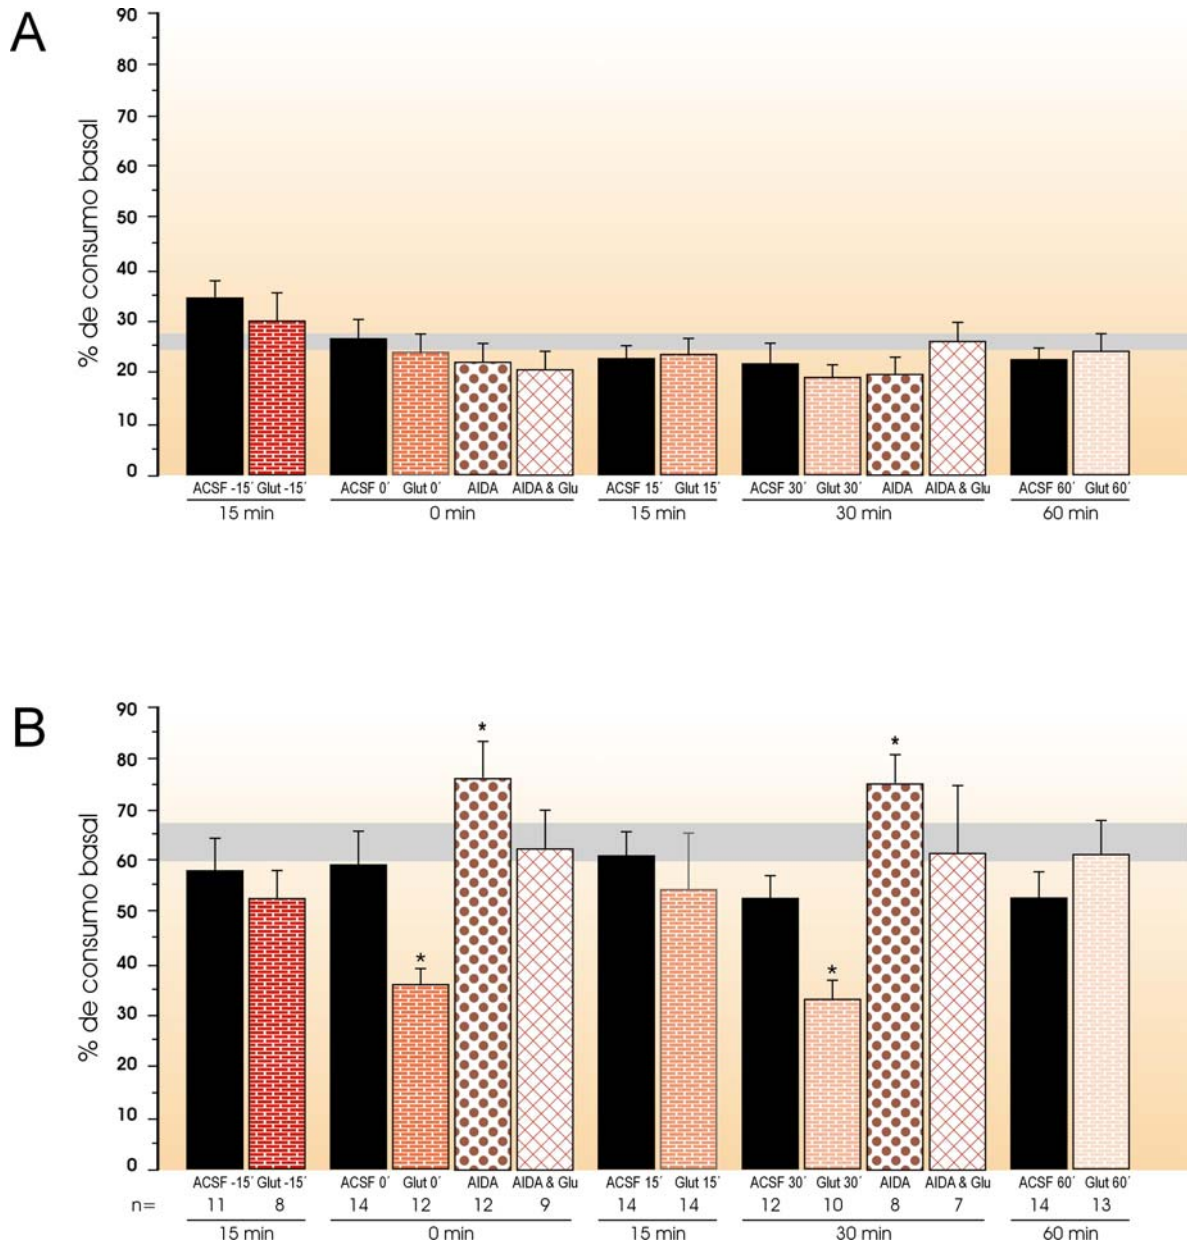 A
% de consumo basal
90
80
70
60
50
40
30
20
10
0
ACSF -15´ Glut -15´ ACSF 0´ Glut 0´ AIDA AIDA & Glu ACSF 15´ Glut 15´ ACSF 30´ Glut 30´ AIDA AIDA & Glu ACSF 60´ Glut 60´
15 min 0 min 15 min 30 min 60 min
B
% de consumo basal
90
80
70
60
50
40
30
20
10
0
* * * *
ACSF -15´ Glut -15´ ACSF 0´ Glut 0´ AIDA AIDA & Glu ACSF 15´ Glut 15´ ACSF 30´ Glut 30´ AIDA AIDA & Glu ACSF 60´ Glut 60´
n= 11 8 14 12 12 9 14 14 12 10 8 7 14 13
15 min 0 min 15 min 30 min 60 min